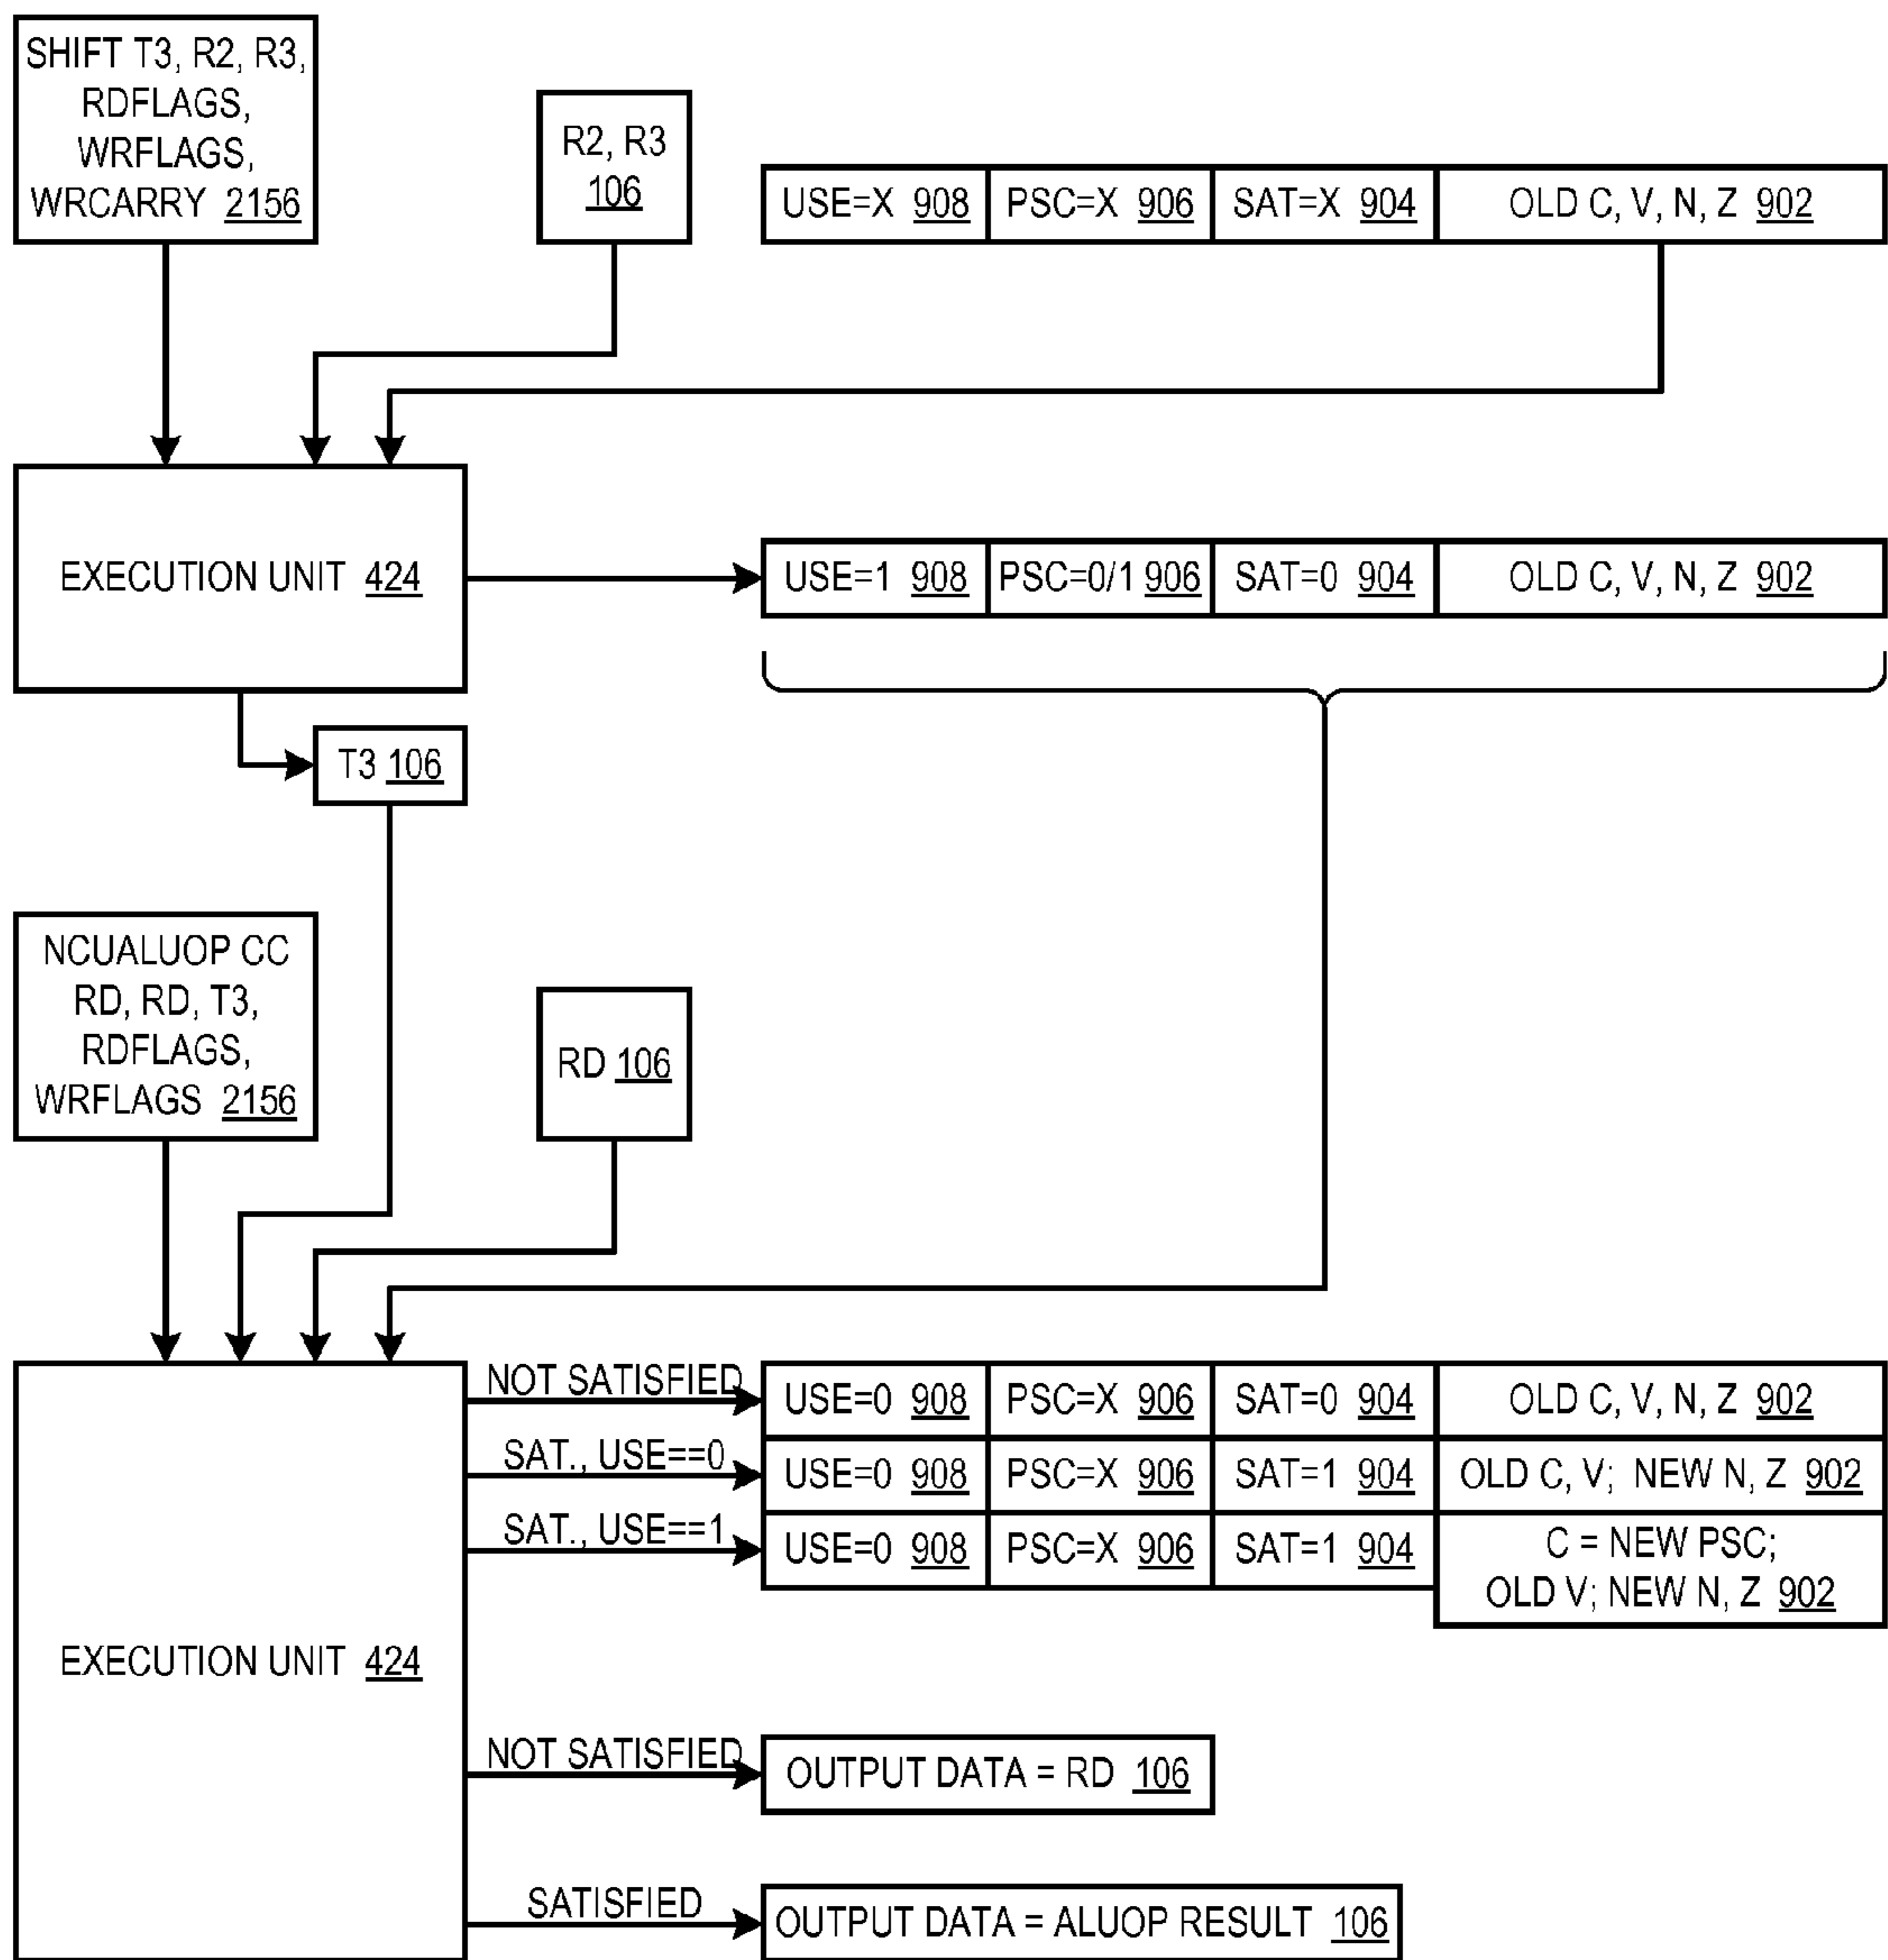 SHIFT T3, R2, R3,
RDFLAGS,
WRFLAGS,
WRCARRY 2156
R2, R3
106
USE=X 908
PSC=X 906
SAT=X 904
OLD C, V, N, Z 902
EXECUTION UNIT 424
USE=1 908
PSC=0/1 906
SAT=0 904
OLD C, V, N, Z 902
T3 106
NCUALUOP CC
RD, RD, T3,
RDFLAGS,
WRFLAGS 2156
RD 106
EXECUTION UNIT 424
NOT SATISFIED
USE=0 908
PSC=X 906
SAT=0 904
OLD C, V, N, Z 902
SAT., USE==0
USE=0 908
PSC=X 906
SAT=1 904
OLD C, V; NEW N, Z 902
SAT., USE==1
USE=0 908
PSC=X 906
SAT=1 904
C = NEW PSC;
OLD V; NEW N, Z 902
NOT SATISFIED
OUTPUT DATA = RD 106
SATISFIED
OUTPUT DATA = ALUOP RESULT 106